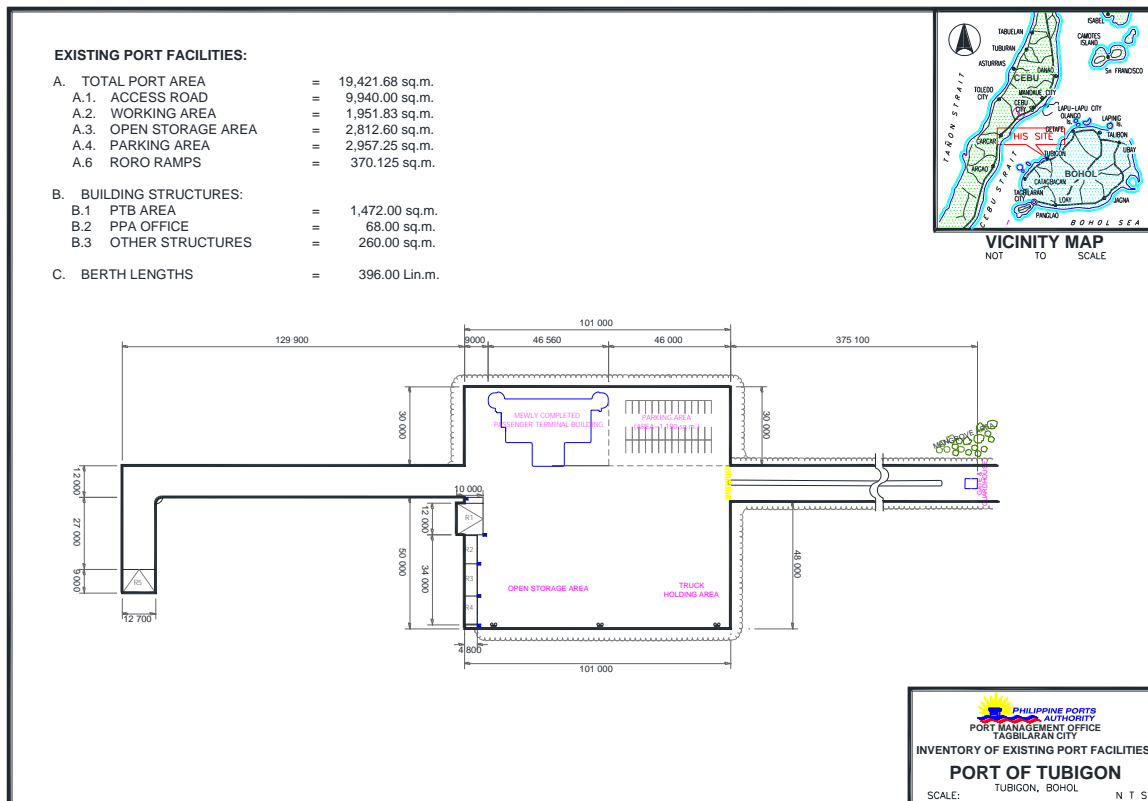 EXISTING PORT FACILITIES:
A. TOTAL PORT AREA = 19,421.68 sq.m.
A.1. ACCESS ROAD = 9,940.00 sq.m.
A.2. WORKING AREA = 1,951.83 sq.m.
A.3. OPEN STORAGE AREA = 2,812.60 sq.m.
A.4. PARKING AREA = 2,957.25 sq.m.
A.6 RORO RAMPS = 370.125 sq.m.
B. BUILDING STRUCTURES:
B.1 PTB AREA = 1,472.00 sq.m.
B.2 PPA OFFICE = 68.00 sq.m.
B.3 OTHER STRUCTURES = 260.00 sq.m.
C. BERTH LENGTHS = 396.00 Lin.m.
ISABEL
TABUELAN
CAMOTES
ISLAND
TUBURAN
ASTURRIAS
Sn FRANCISCO
DANAO
CEBU
TOLEDO
CITY
MANDAUE CITY
CEBU
CITY
LAPU-LAPU CITY
OLANGO
Is.
LAPINIG
Is.
GETAFE
TALIBON
HIS SITE
CARCAR
UBAY
TUBIGON
TAÑON STRAIT
ARGAO
BOHOL
CATAGBACAN
CEBU STRAIT
TAGBILARAN
CITY
LOAY
JAGNA
PANGLAO
BOHOL SEA
VICINITY MAP
NOT TO SCALE
101 000
129 900
9000
46 560
46 000
375 100
30 000
MEWLY COMPLETED
PASSENGER TERMINAL BUILDING
PARKING AREA
30 000
MANGROVE AREA
12 000
10 000
GUARDHOUSE
R1
12 000
27 000
50 000
R2
34 000
R3
48 000
R5
9 000
OPEN STORAGE AREA
TRUCK
HOLDING AREA
R4
12 700
4 800
101 000
PHILIPPINE PORTS
AUTHORITY
PORT MANAGEMENT OFFICE
TAGBILARAN CITY
INVENTORY OF EXISTING PORT FACILITIES
PORT OF TUBIGON
TUBIGON, BOHOL
SCALE: N T S